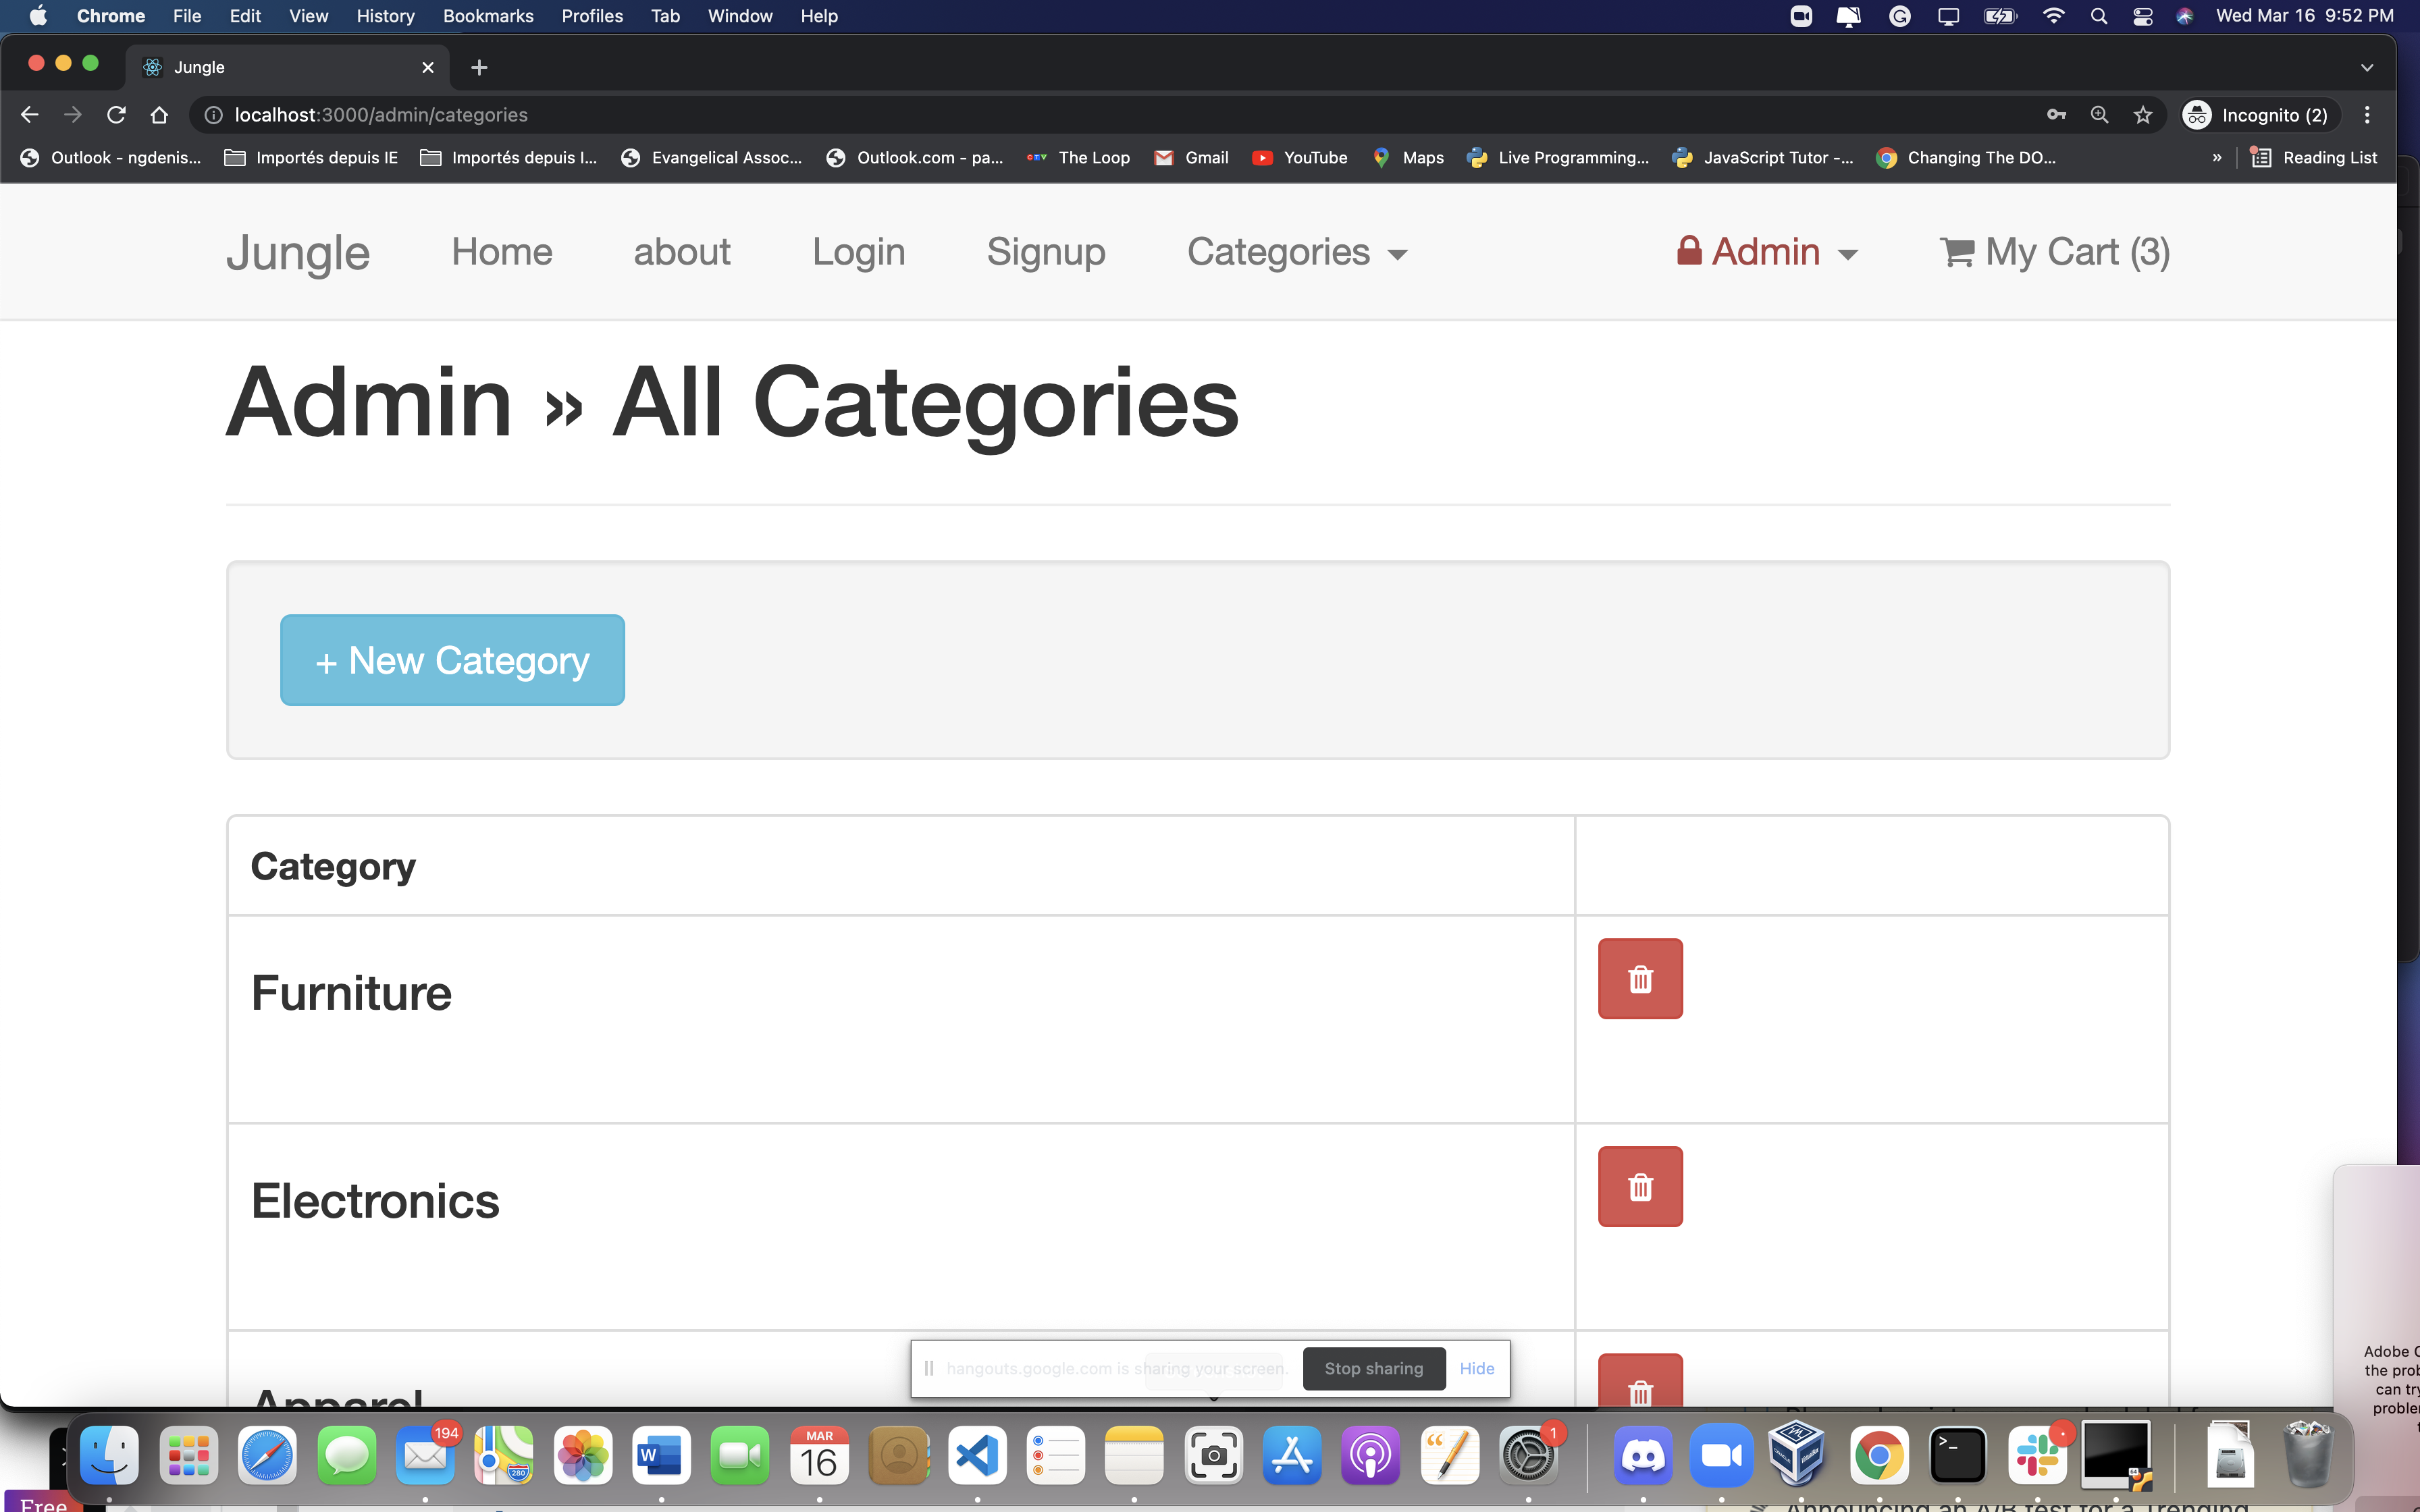 Chrome File Edit View History Bookmarks Profiles Tab Window Help Wed Mar 16 9:52 PM
Jungle
localhost:3000/admin/categories Incognito (2)
Outlook - ngdenis... Importés depuis IE Importés depuis I... Evangelical Assoc... Outlook.com - pa... The Loop Gmail YouTube Maps Live Programming... JavaScript Tutor -... Changing The DO... » Reading List
Jungle Home about Login Signup Categories Admin My Cart (3)
Admin » All Categories
+ New Category
Category
Furniture
Electronics
Apparel
hangouts.google.com is sharing your screen. Stop sharing Hide
Adobe C
the prob
can try
problem
194
MAR
16
280
1
Free
Announcing an A/B test for a Trending